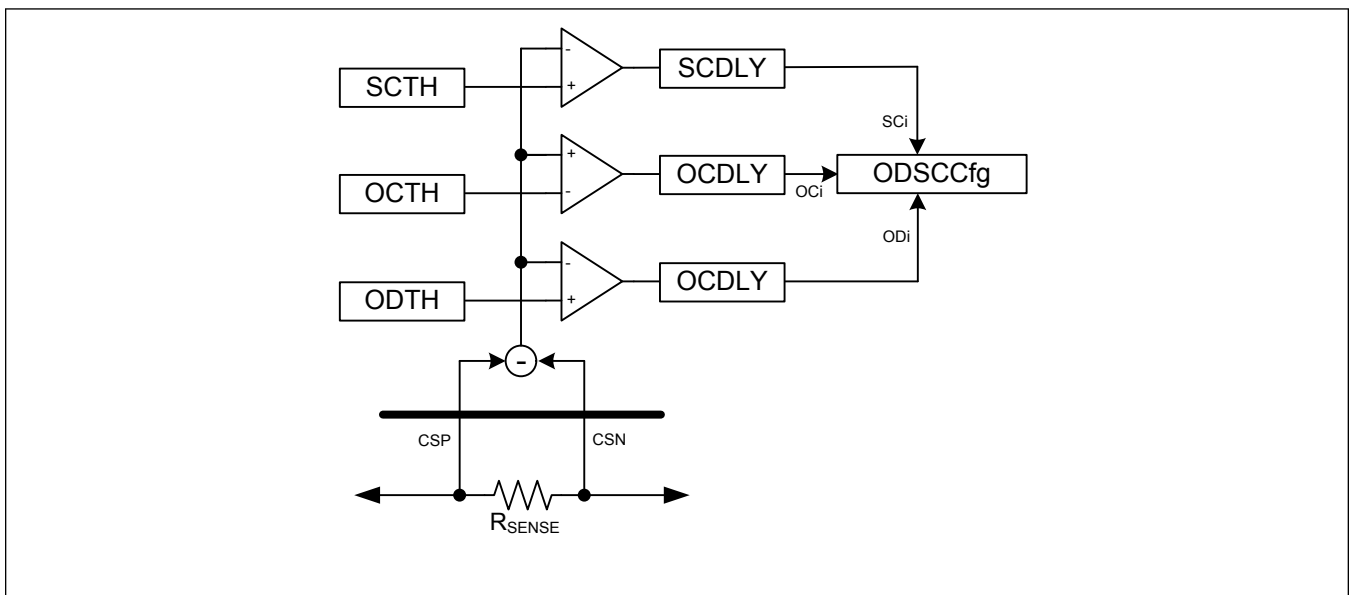 SCTH
-
+
SCDLY
SCi
OCTH
+
-
OCDLY
OCi
ODSCCfg
ODTH
-
+
OCDLY
ODi
-
CSP
CSN
RSENSE